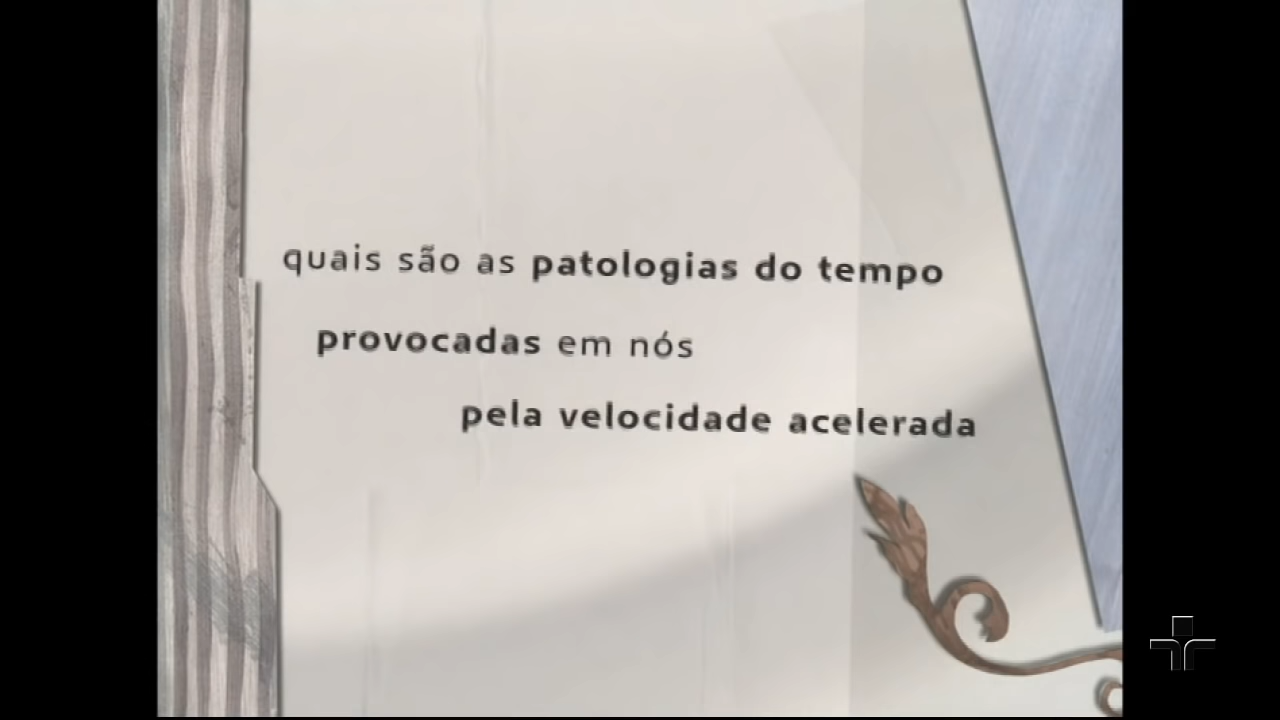 quais são as patologias do tempo
provocadas em nós
pela velocidade acelerada